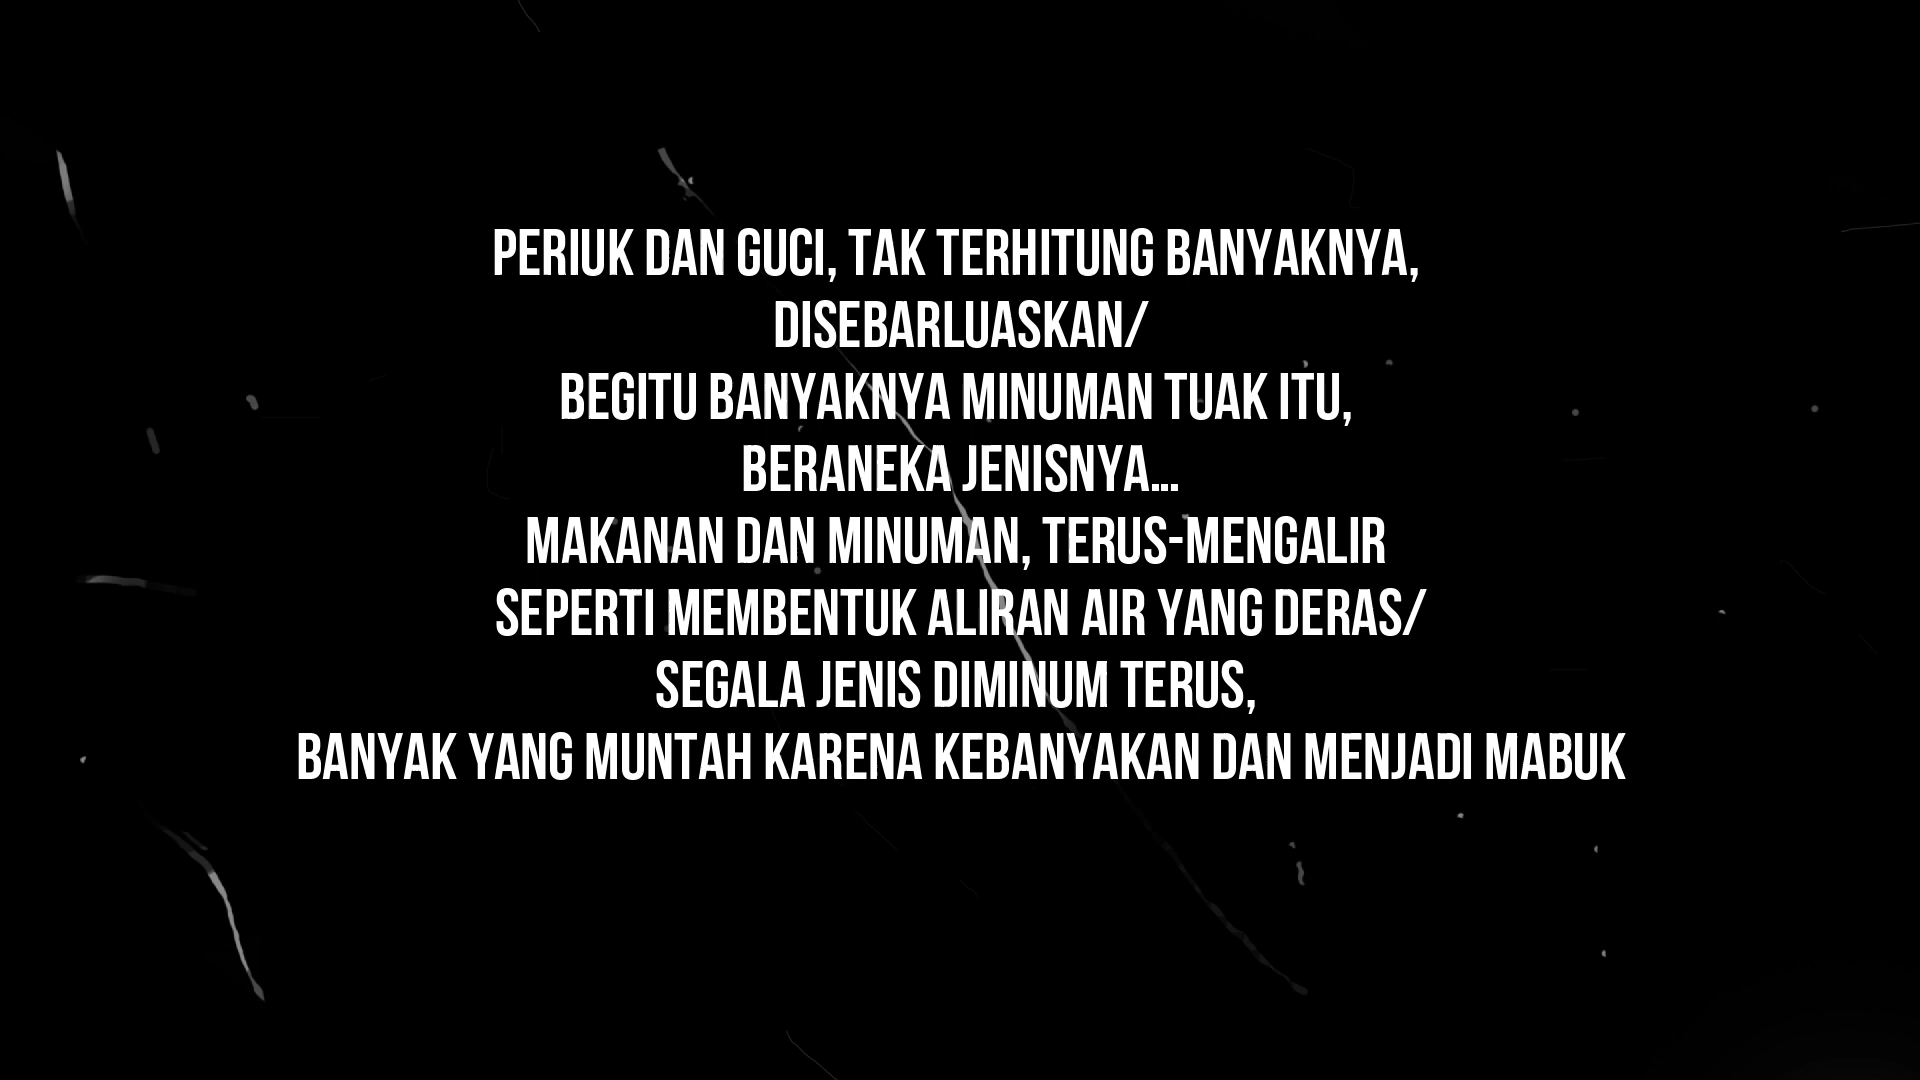 PERIUK DAN GUCI, TAK TERHITUNG BANYAKNYA,
DISEBARLUASKAN/
BEGITU BANYAKNYA MINUMAN TUAK ITU,
BERANEKA JENISNYA...
MAKANAN DAN MINUMAN, TERUS-MENGALIR
SEPERTI MEMBENTUK ALIRAN AIR YANG DERAS/
SEGALA JENIS DIMINUM TERUS,
BANYAK YANG MUNTAH KARENA KEBANYAKAN DAN MENJADI MABUK